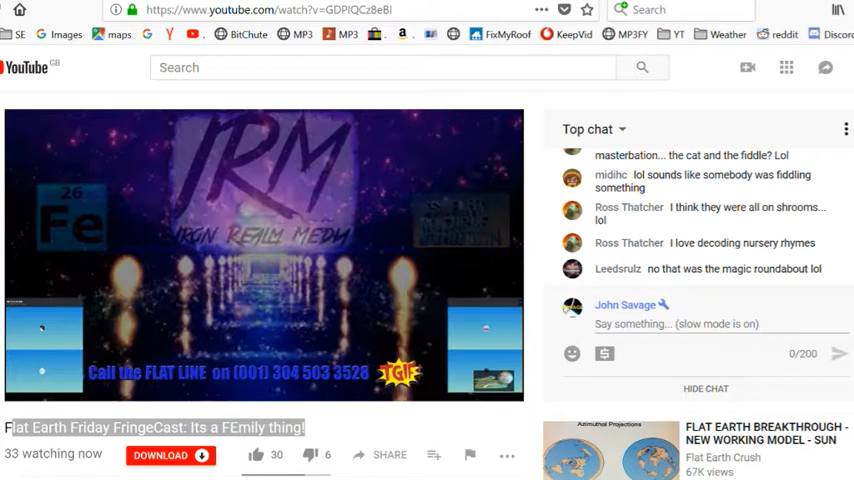 https://www.youtube.com/watch?v=GDPlQCz8eBI
Search
SE
Images
maps
YT
BitChute
MP3
MP3
FixMyRoof
KeepVid
MP3FY
YT
Weather
reddit
Discord
YouTube GB
Search
Top chat
JRM
IRON REALM MEDIA
26
Fe
Call the FLAT LINE on (001) 304 503 3528
TGIF
masterbation... the cat and the fiddle? Lol
midihc lol sounds like somebody was fiddling
something
Ross Thatcher I think they were all on shrooms...
lol
Ross Thatcher I love decoding nursery rhymes
Leedsrulz no that was the magic roundabout lol
John Savage
Say something... (slow mode is on)
0/200
HIDE CHAT
Flat Earth Friday FringeCast: Its a FEmily thing!
33 watching now
DOWNLOAD
30
6
SHARE
Azimuthal Projections
FLAT EARTH BREAKTHROUGH -
NEW WORKING MODEL - SUN
Flat Earth Crush
67K views